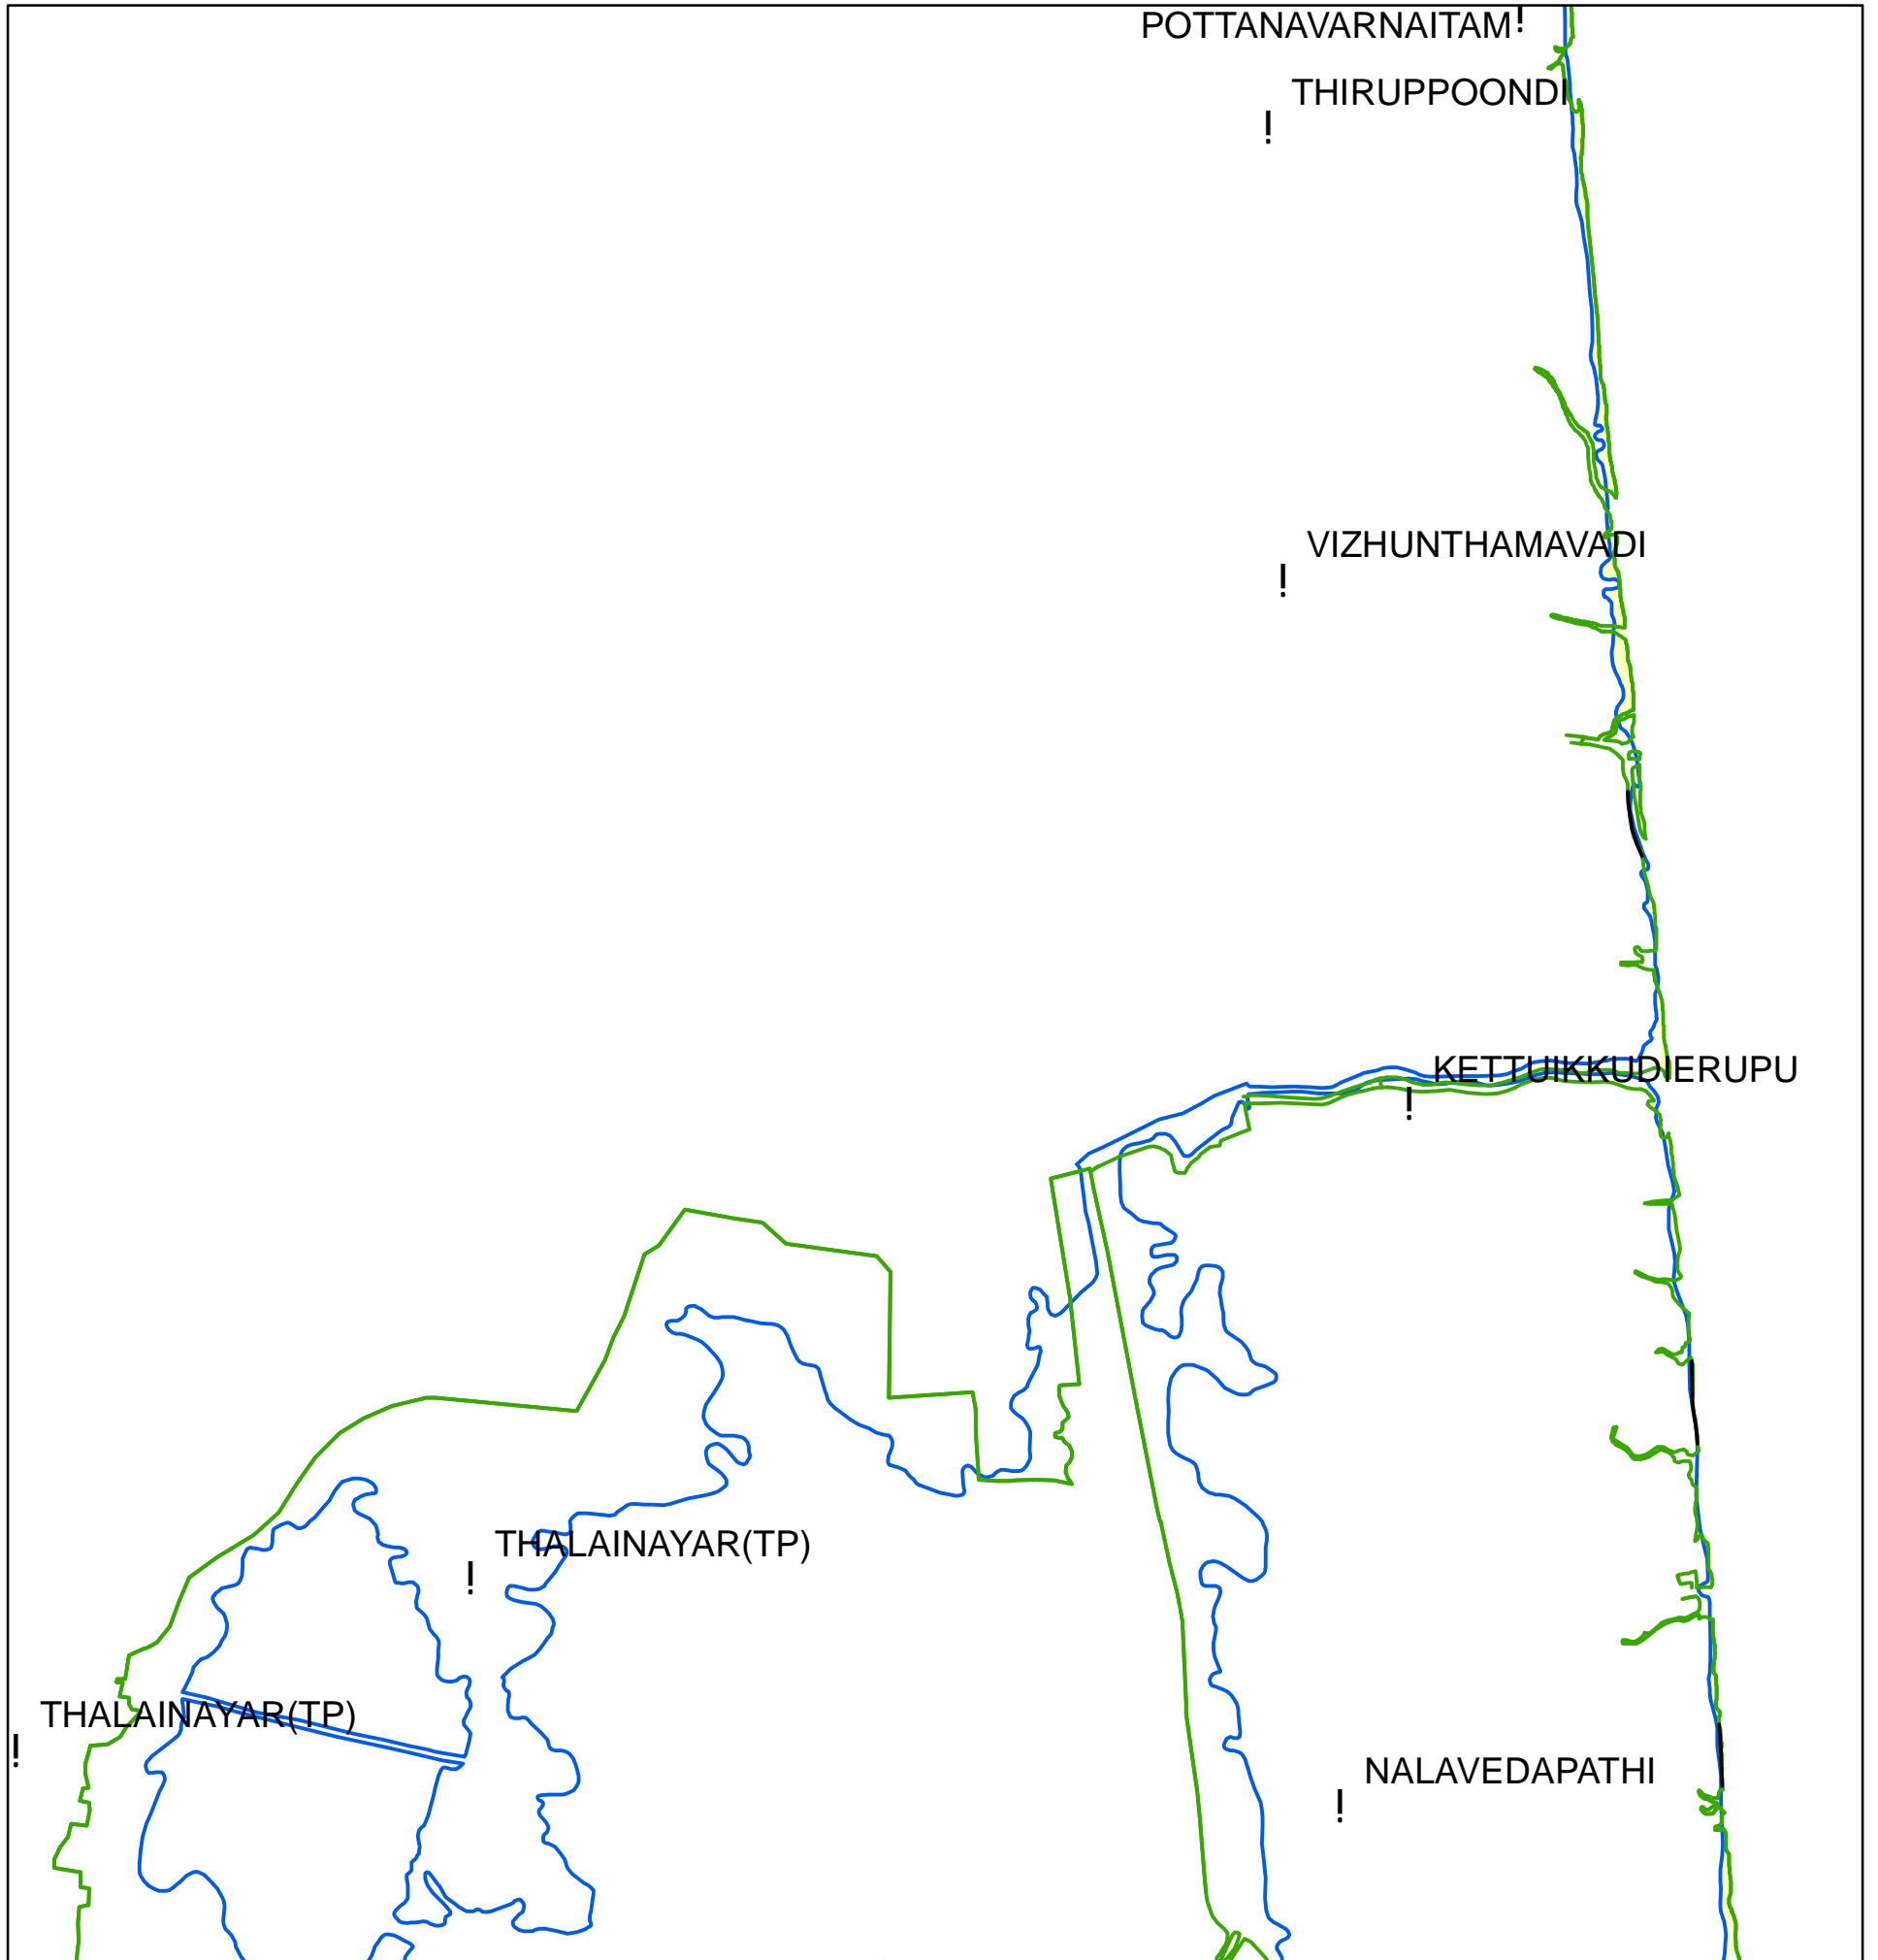 POTTANAVARNAITAM
THIRUPPOONDI
VIZHUNTHAMAVADI
KETTUIKKUDIERUPU
THALAINAYAR(TP)
THALAINAYAR(TP)
NALAVEDAPATHI